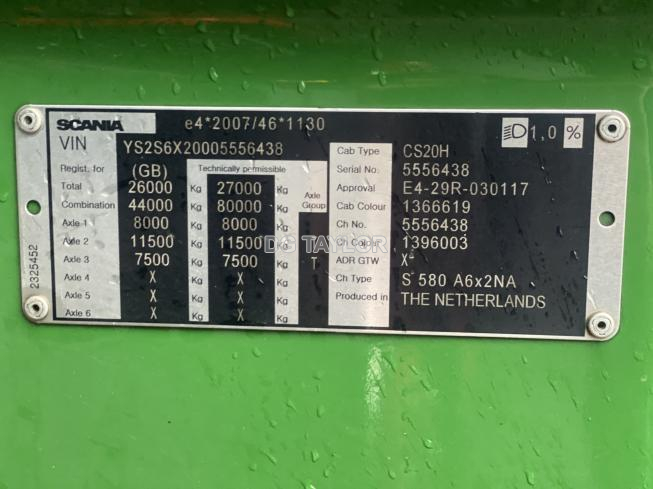 SCANIA e4*2007/46*1130 1,0 %
VIN YS2S6X20005556438
Regist. for (GB) Technically permissible
Total 26000 Kg 27000 Kg Axle Group
Combination 44000 Kg 80000 Kg
Axle 1 8000 Kg 8000 Kg
Axle 2 11500 Kg 11500 Kg
Axle 3 7500 Kg 7500 Kg T
Axle 4 X Kg X Kg
Axle 5 X Kg X Kg
Axle 6 X Kg X Kg
Cab Type CS20H
Serial No. 5556438
Approval E4-29R-030117
Cab Colour 1366619
Ch No. 5556438
Ch Colour 1396003
ADR GTW X
Ch Type S 580 A6x2NA
Produced in THE NETHERLANDS
2325452
DG TAYLOR